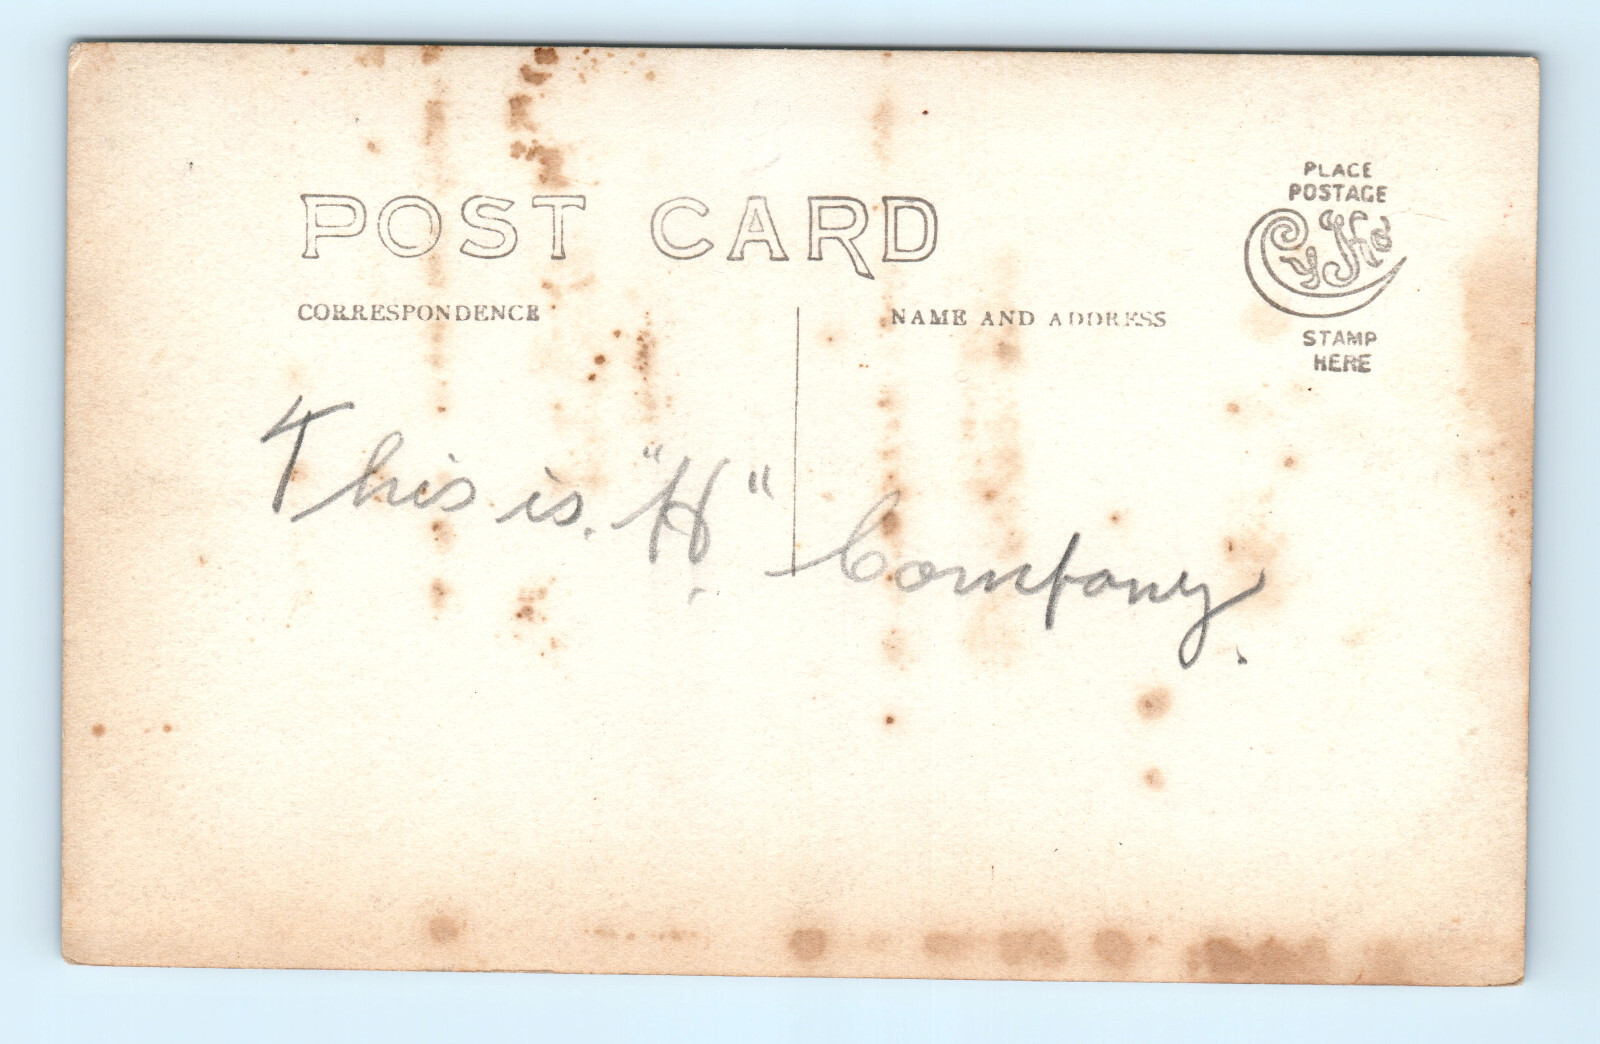 PLACE
POSTAGE
POST CARD
STAMP
HERE
CORRESPONDENCE
NAME AND ADDRESS
This is. "H" Company.